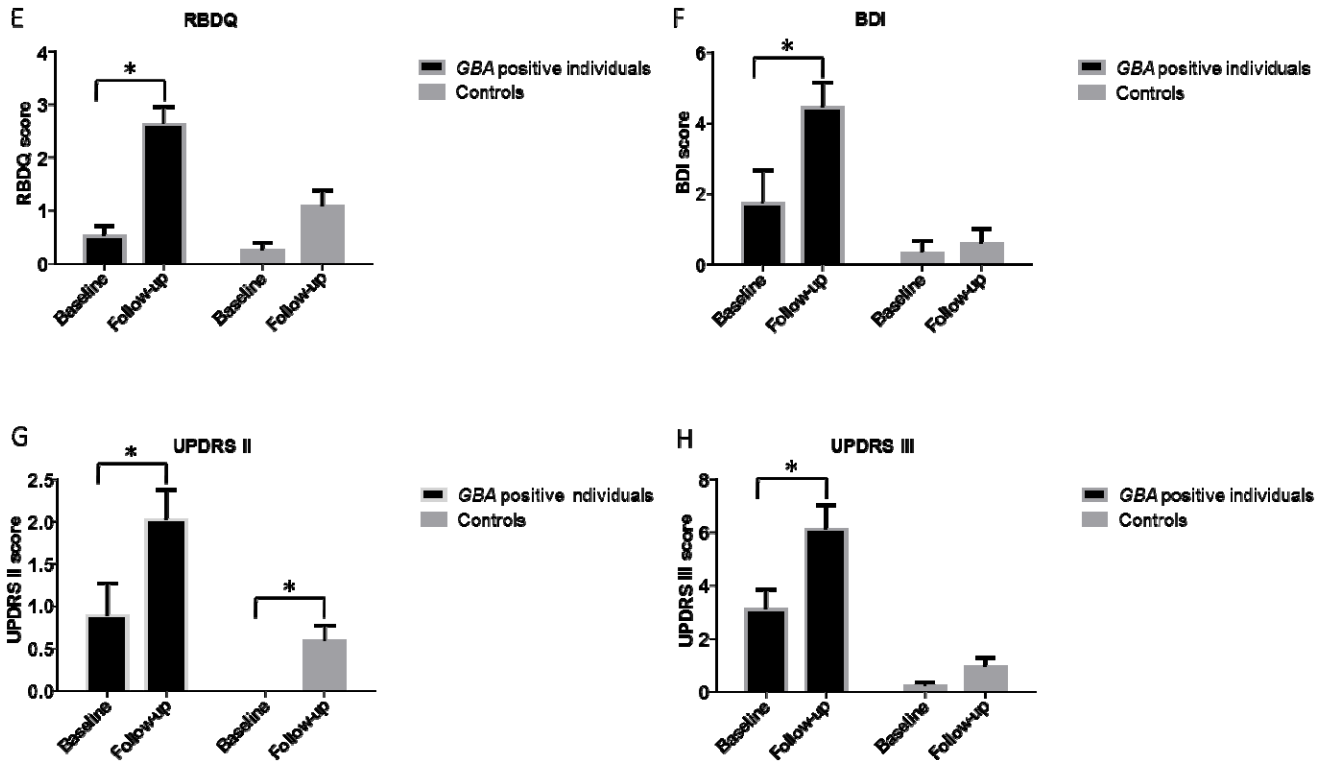 E
RBDQ
RBDQ score
4
3
2
1
0
*
Baseline
Follow-up
Baseline
Follow-up
GBA positive individuals
Controls
F
BDI
BDI score
6
4
2
0
*
Baseline
Follow-up
Baseline
Follow-up
GBA positive individuals
Controls
G
UPDRS II
UPDRS II score
2.5
2.0
1.5
1.0
0.5
0.0
*
*
Baseline
Follow-up
Baseline
Follow-up
GBA positive ndividuals
Controls
H
UPDRS III
UPDRS III score
8
6
4
2
0
*
Baseline
Follow-up
Baseline
Follow-up
GBA positive individuals
Controls